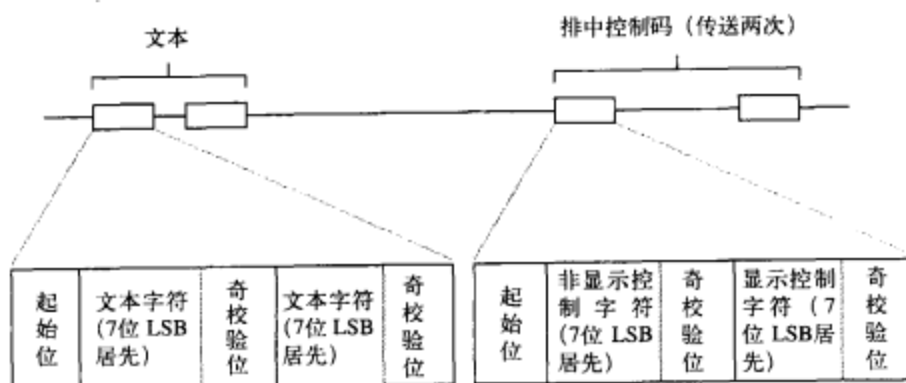 文本
排中控制码（传送两次）
起始位
文本字符
(7位 LSB
居先)
奇校验位
文本字符
(7位 LSB
居先)
奇校验位
起始位
非显示控
制字符
(7位 LSB
居先)
奇校验位
显示控制
字符（7
位 LSB居
先)
奇校验位